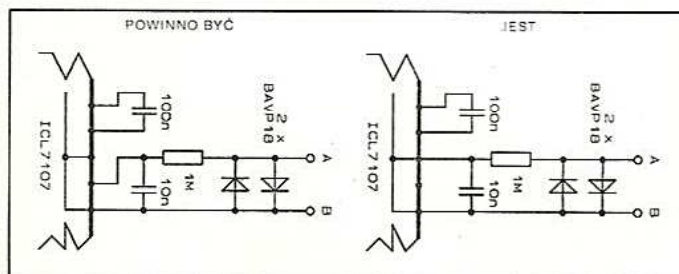 POWINNO BYĆ
JEST
100n
2 x
BAVP18
ICL7107
A
1M
10n
B
100n
2 x
BAVP18
ICL7107
A
1M
10n
B